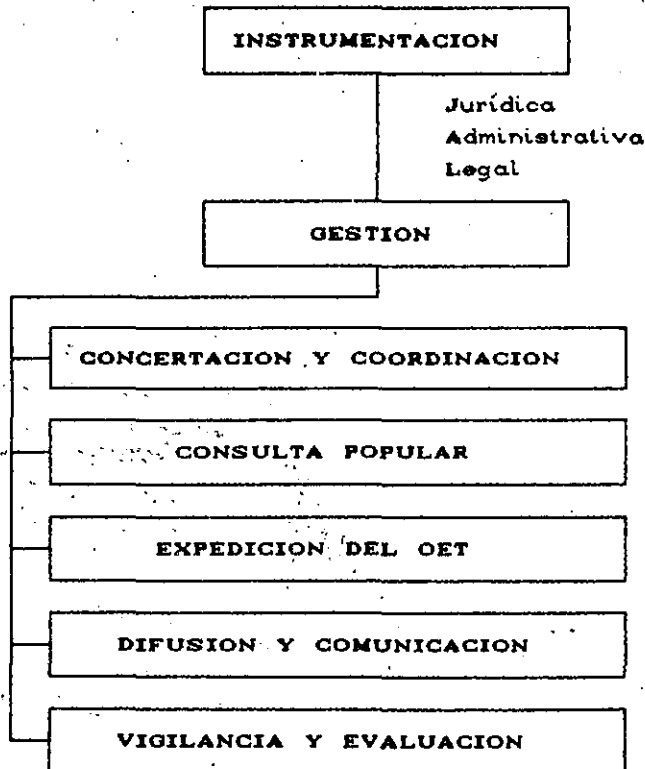 INSTRUMENTACION
Jurídica
Administrativa
Legal
GESTION
CONCERTACION Y COORDINACION
CONSULTA POPULAR
EXPEDICION DEL OET
DIFUSION Y COMUNICACION
VIGILANCIA Y EVALUACION